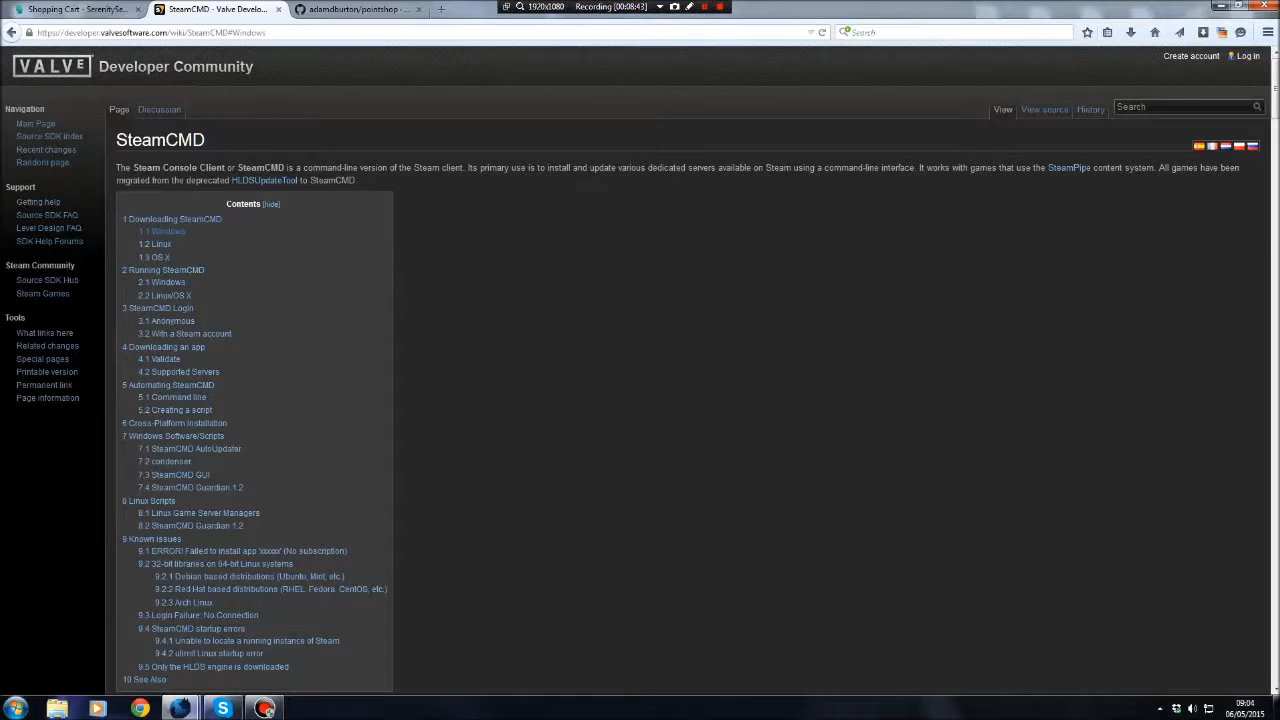 Shopping Cart - SerenitySe...
SteamCMD - Valve Develo...
adamdburton/pointshop - ...
1920x1080
Recording [00:08:43]
https://developer.valvesoftware.com/wiki/SteamCMD#Windows
Search
VALVE Developer Community
Create account
Log in
Navigation
Main Page
Source SDK index
Recent changes
Random page
Support
Getting help
Source SDK FAQ
Level Design FAQ
SDK Help Forums
Steam Community
Source SDK Hub
Steam Games
Tools
What links here
Related changes
Special pages
Printable version
Permanent link
Page information
Page
Discussion
View
View source
History
Search
SteamCMD
The Steam Console Client or SteamCMD is a command-line version of the Steam client. Its primary use is to install and update various dedicated servers available on Steam using a command-line interface. It works with games that use the SteamPipe content system. All games have been
migrated from the deprecated HLDSUpdateTool to SteamCMD.
Contents [hide]
1 Downloading SteamCMD
1.1 Windows
1.2 Linux
1.3 OS X
2 Running SteamCMD
2.1 Windows
2.2 Linux/OS X
3 SteamCMD Login
3.1 Anonymous
3.2 With a Steam account
4 Downloading an app
4.1 Validate
4.2 Supported Servers
5 Automating SteamCMD
5.1 Command line
5.2 Creating a script
6 Cross-Platform Installation
7 Windows Software/Scripts
7.1 SteamCMD AutoUpdater
7.2 condenser
7.3 SteamCMD GUI
7.4 SteamCMD Guardian 1.2
8 Linux Scripts
8.1 Linux Game Server Managers
8.2 SteamCMD Guardian 1.2
9 Known issues
9.1 ERROR! Failed to install app 'xxxxxx' (No subscription)
9.2 32-bit libraries on 64-bit Linux systems
9.2.1 Debian based distributions (Ubuntu, Mint, etc.)
9.2.2 Red Hat based distributions (RHEL, Fedora, CentOS, etc.)
9.2.3 Arch Linux
9.3 Login Failure: No Connection
9.4 SteamCMD startup errors
9.4.1 Unable to locate a running instance of Steam
9.4.2 ulimit Linux startup error
9.5 Only the HLDS engine is downloaded
10 See Also
09:04
06/05/2015